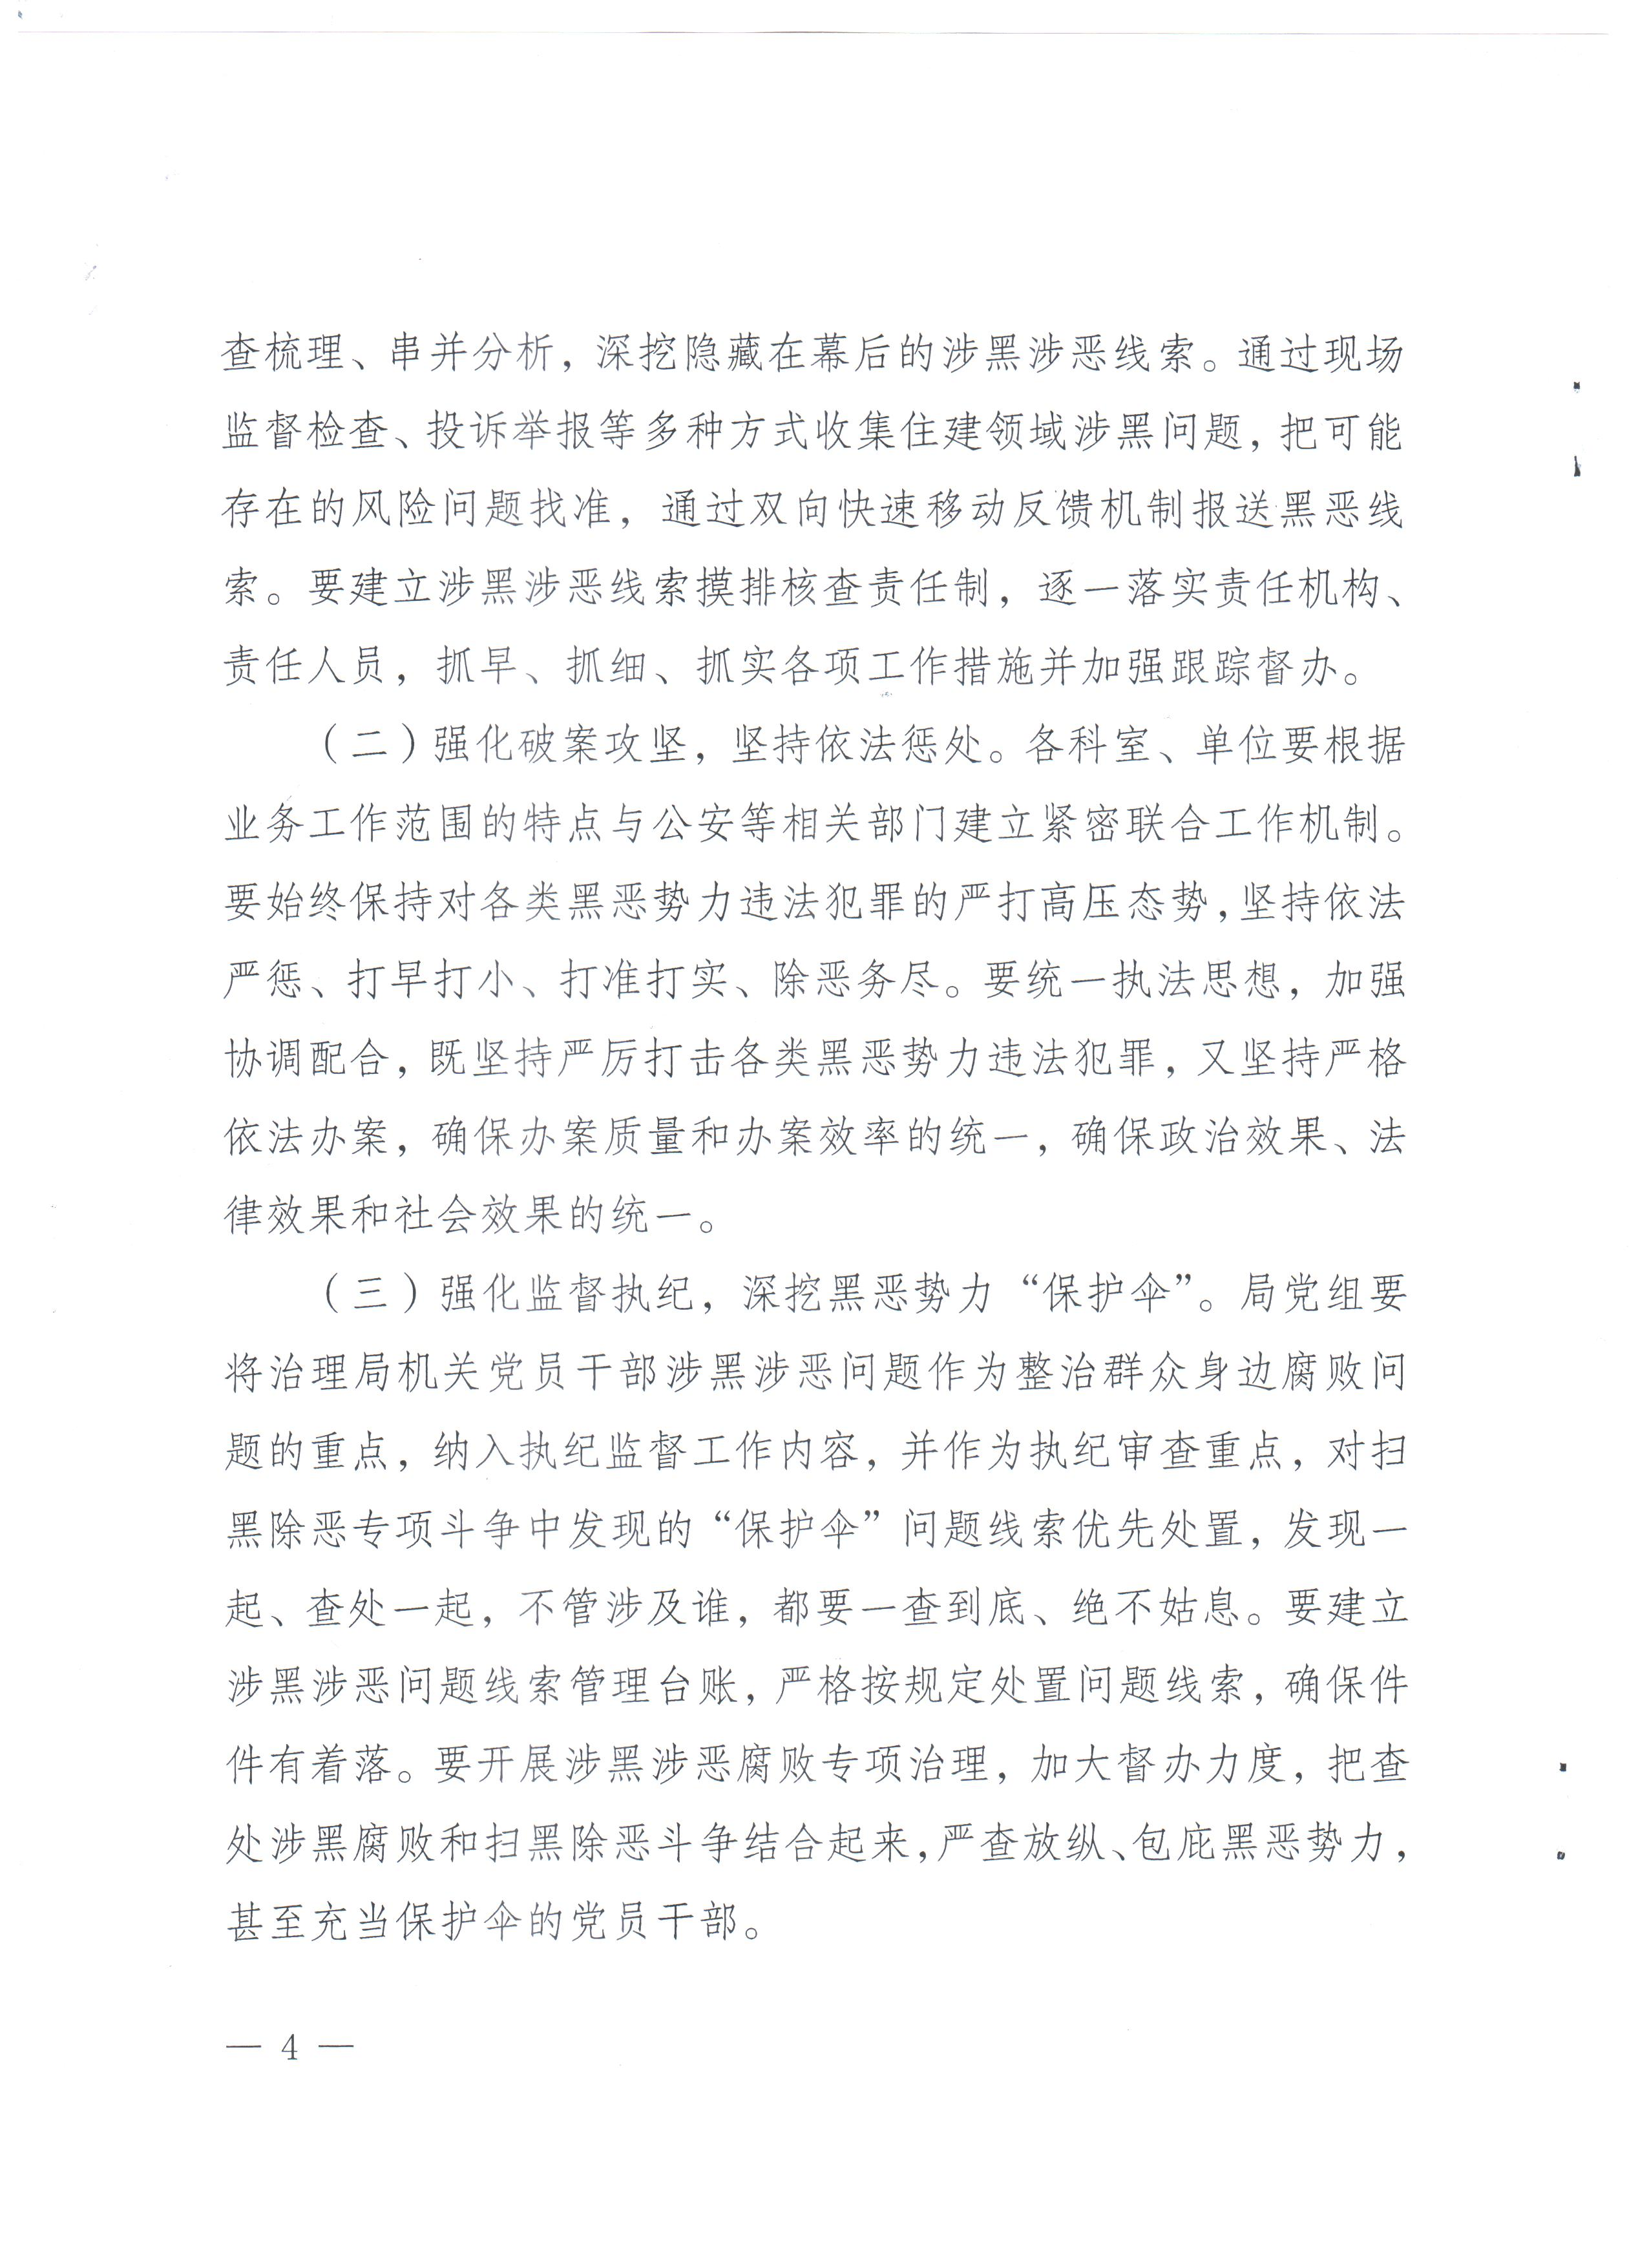 查梳理、串并分析，深挖隐藏在幕后的涉黑涉恶线索。通过现场
监督检查、投诉举报等多种方式收集住建领域涉黑问题，把可能
存在的风险问题找准，通过双向快速移动反馈机制报送黑恶线
索。要建立涉黑涉恶线索摸排核查责任制，逐一落实责任机构、
责任人员，抓早、抓细、抓实各项工作措施并加强跟踪督办。
（二）强化破案攻坚，坚持依法惩处。各科室、单位要根据
业务工作范围的特点与公安等相关部门建立紧密联合工作机制。
要始终保持对各类黑恶势力违法犯罪的严打高压态势，坚持依法
严惩、打早打小、打准打实、除恶务尽。要统一执法思想，加强
协调配合，既坚持严厉打击各类黑恶势力违法犯罪，又坚持严格
依法办案，确保办案质量和办案效率的统一，确保政治效果、法
律效果和社会效果的统一。
（三）强化监督执纪，深挖黑恶势力“保护伞”。局党组要
将治理局机关党员干部涉黑涉恶问题作为整治群众身边腐败问
题的重点，纳入执纪监督工作内容，并作为执纪审查重点，对扫
黑除恶专项斗争中发现的“保护伞”问题线索优先处置，发现一
起、查处一起，不管涉及谁，都要一查到底、绝不姑息。要建立
涉黑涉恶问题线索管理台账，严格按规定处置问题线索，确保件
件有着落。要开展涉黑涉恶腐败专项治理，加大督办力度，把查
处涉黑腐败和扫黑除恶斗争结合起来，严查放纵、包庇黑恶势力，
甚至充当保护伞的党员干部。
— 4 —